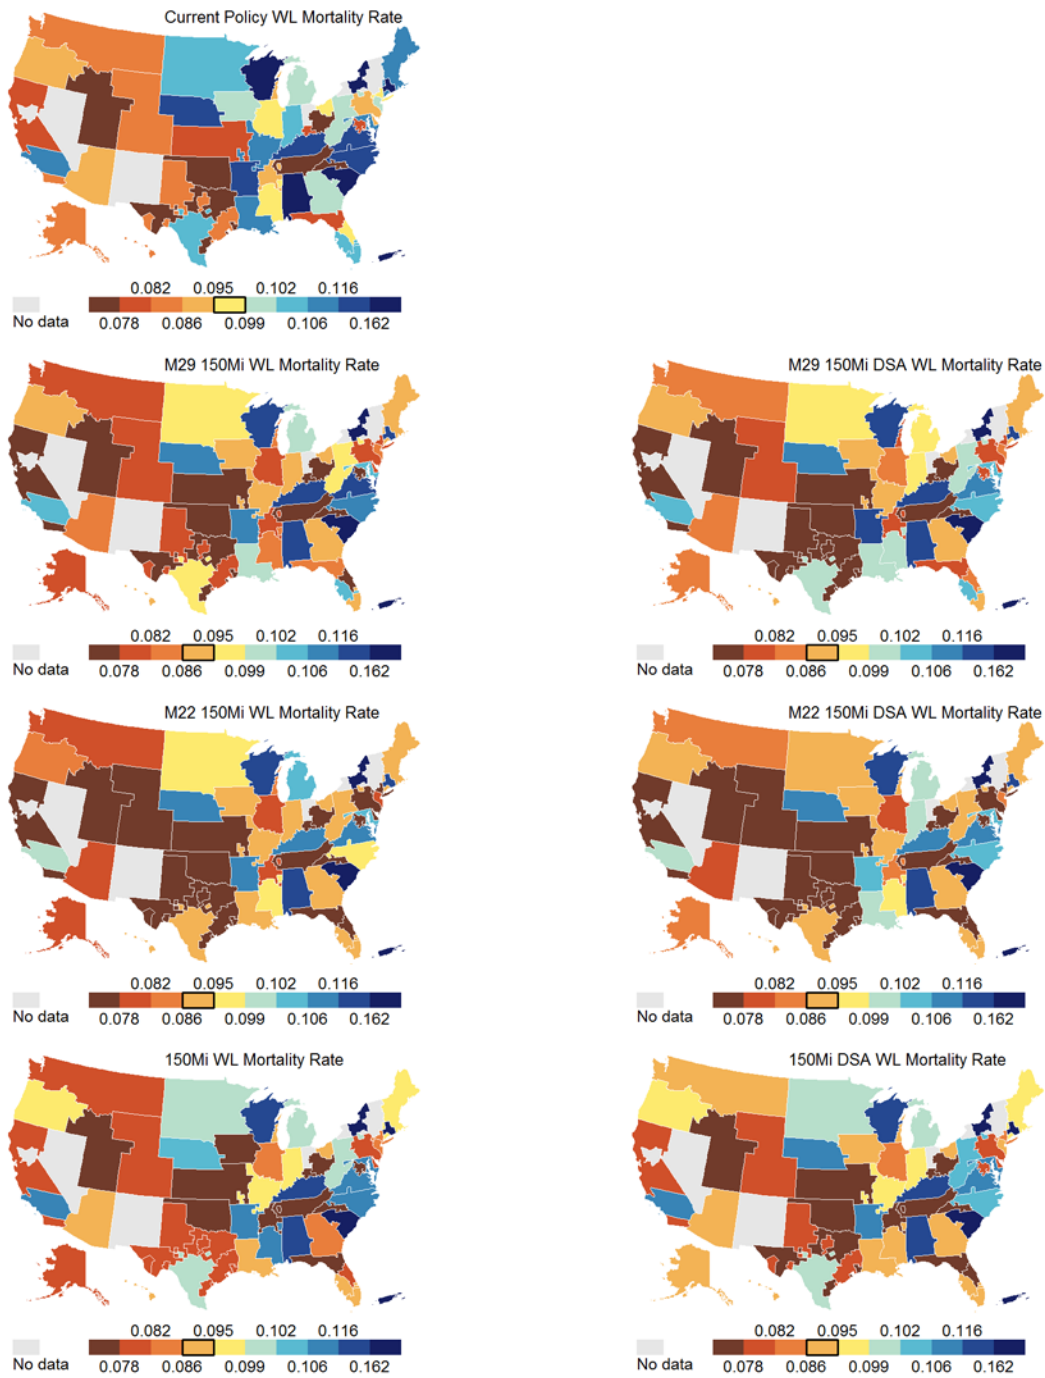 Current Policy WL Mortality Rate
0.082 0.095 0.102 0.116
No data 0.078 0.086 0.099 0.106 0.162
M29 150Mi WL Mortality Rate
0.082 0.095 0.102 0.116
No data 0.078 0.086 0.099 0.106 0.162
M29 150Mi DSA WL Mortality Rate
0.082 0.095 0.102 0.116
No data 0.078 0.086 0.099 0.106 0.162
M22 150Mi WL Mortality Rate
0.082 0.095 0.102 0.116
No data 0.078 0.086 0.099 0.106 0.162
M22 150Mi DSA WL Mortality Rate
0.082 0.095 0.102 0.116
No data 0.078 0.086 0.099 0.106 0.162
150Mi WL Mortality Rate
0.082 0.095 0.102 0.116
No data 0.078 0.086 0.099 0.106 0.162
150Mi DSA WL Mortality Rate
0.082 0.095 0.102 0.116
No data 0.078 0.086 0.099 0.106 0.162